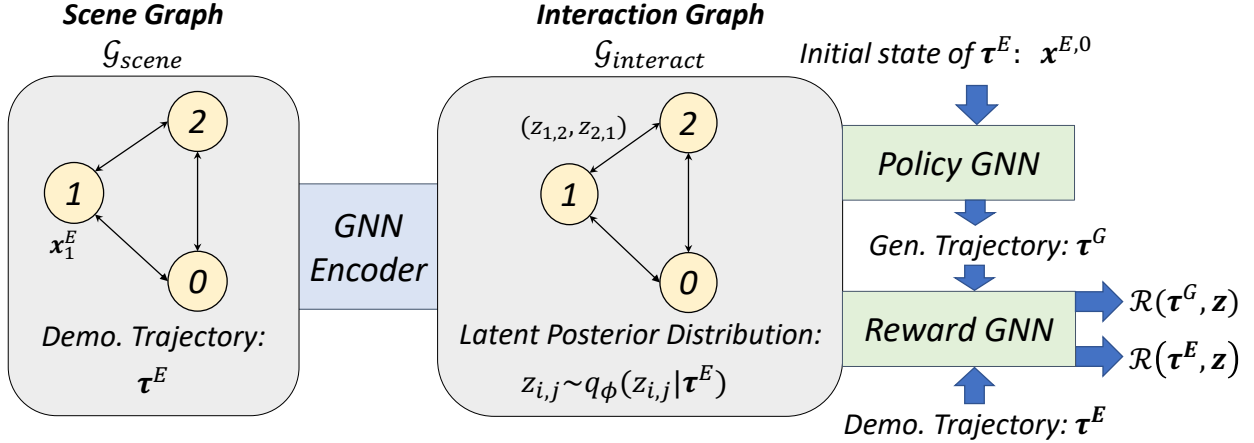 Scene Graph
𝒢_scene
2
1
𝒙_1^E
0
Demo. Trajectory:
𝝉^E
GNN
Encoder
Interaction Graph
𝒢_interact
(z_{1,2}, z_{2,1})
2
1
0
Latent Posterior Distribution:
z_{i,j}~q_ϕ(z_{i,j}|𝝉^E)
Initial state of 𝝉^E: 𝒙^{E,0}
Policy GNN
Gen. Trajectory: 𝝉^G
Reward GNN
ℛ(𝝉^G, 𝒛)
ℛ(𝝉^E, 𝒛)
Demo. Trajectory: 𝝉^E